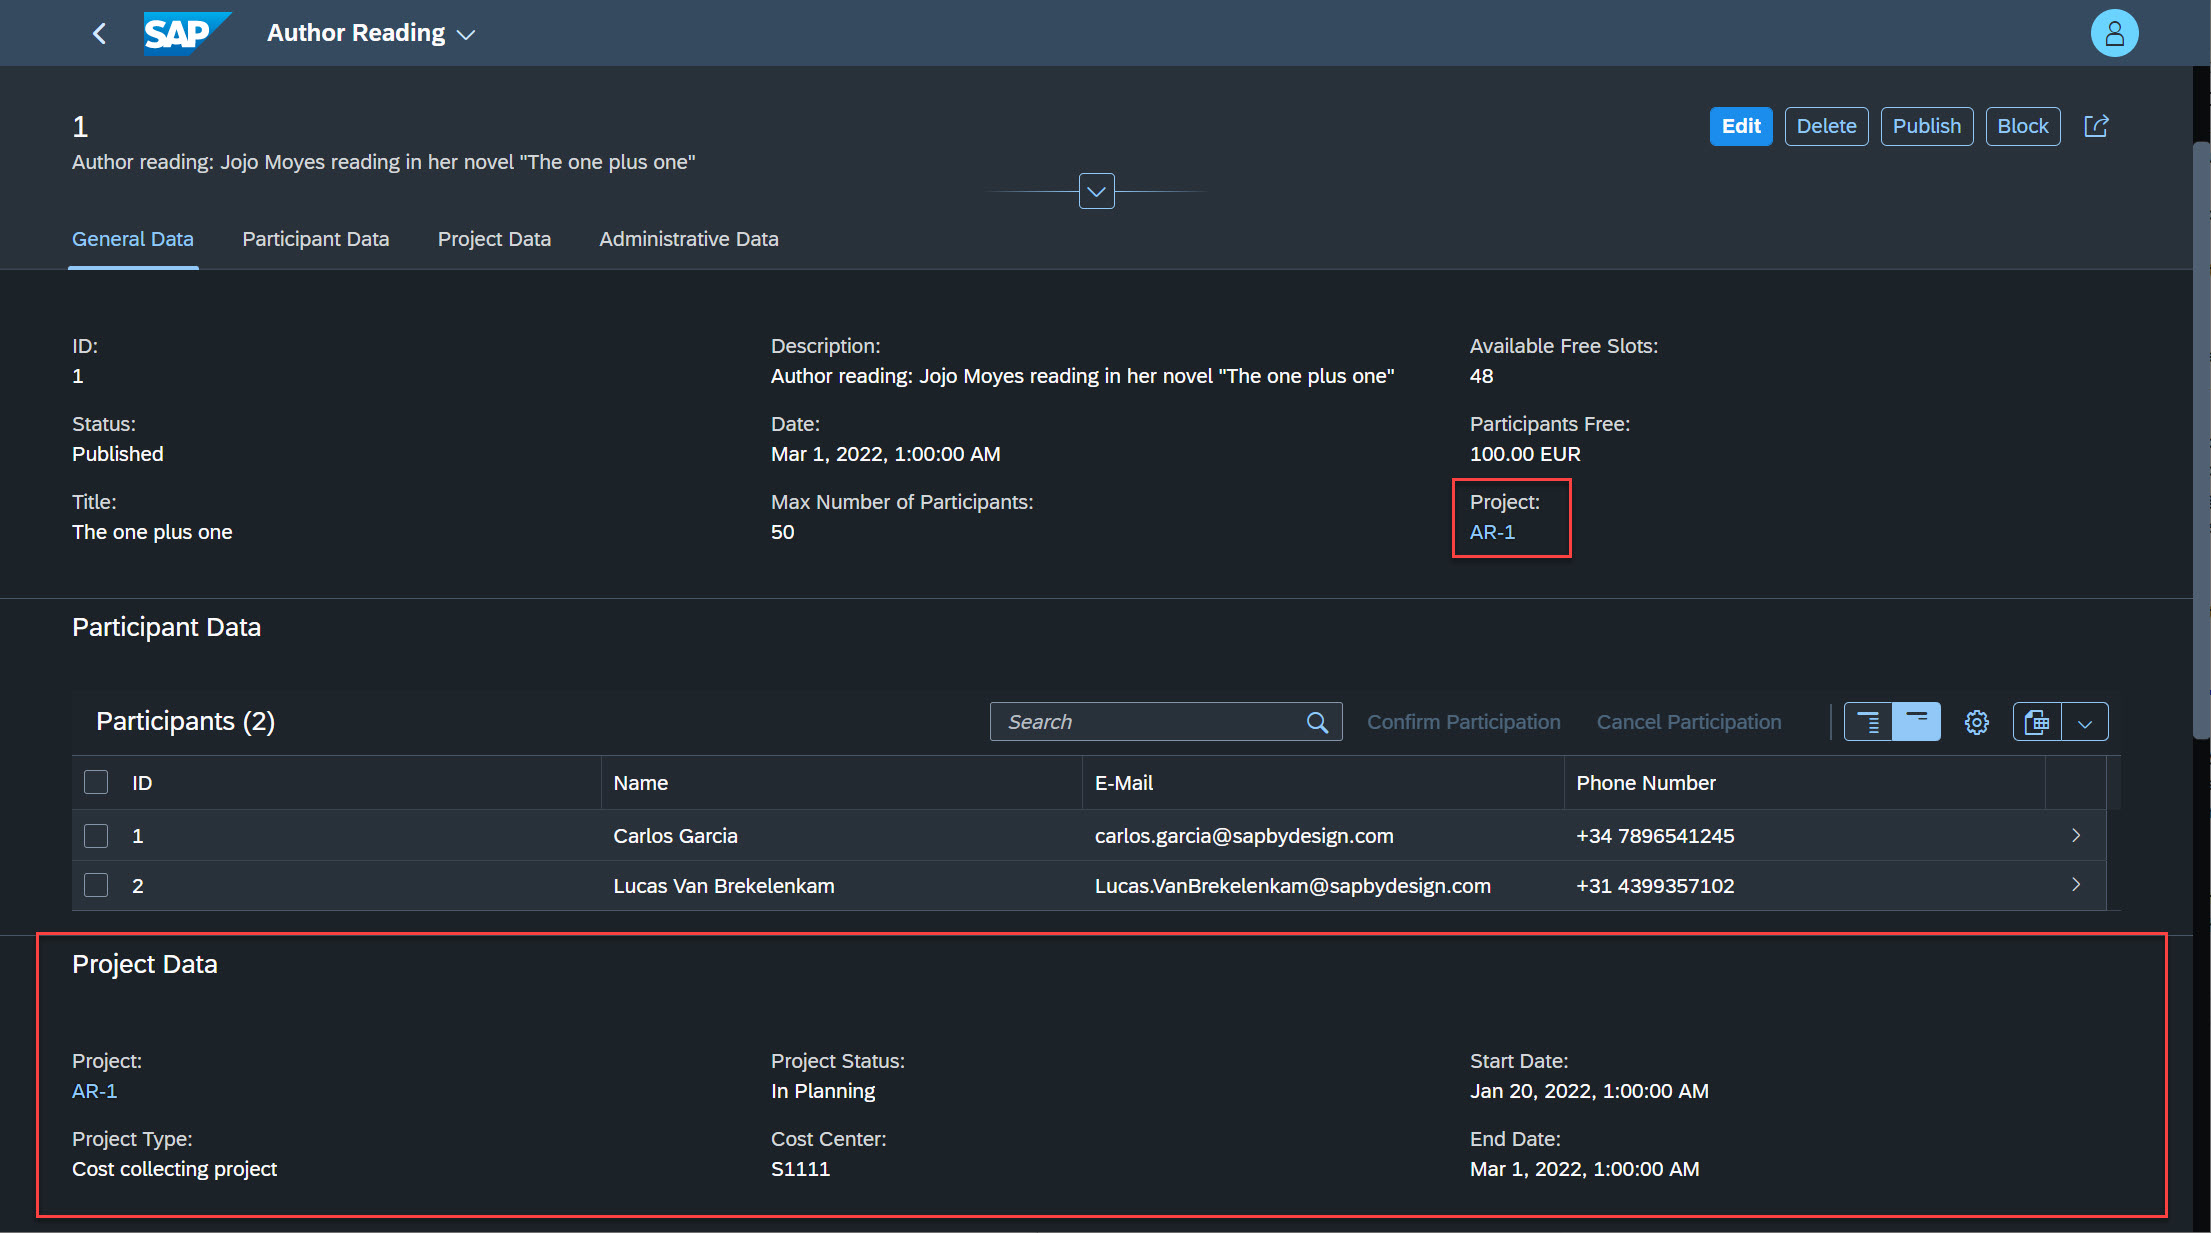 SAP Author Reading
1
Edit Delete Publish Block
Author reading: Jojo Moyes reading in her novel "The one plus one"
General Data Participant Data Project Data Administrative Data
ID: Description: Available Free Slots:
1 Author reading: Jojo Moyes reading in her novel "The one plus one" 48
Status: Date: Participants Free:
Published Mar 1, 2022, 1:00:00 AM 100.00 EUR
Title: Max Number of Participants: Project:
The one plus one 50 AR-1
Participant Data
Participants (2) Search Confirm Participation Cancel Participation
ID Name E-Mail Phone Number
1 Carlos Garcia carlos.garcia@sapbydesign.com +34 7896541245
2 Lucas Van Brekelenkam Lucas.VanBrekelenkam@sapbydesign.com +31 4399357102
Project Data
Project: Project Status: Start Date:
AR-1 In Planning Jan 20, 2022, 1:00:00 AM
Project Type: Cost Center: End Date:
Cost collecting project S1111 Mar 1, 2022, 1:00:00 AM